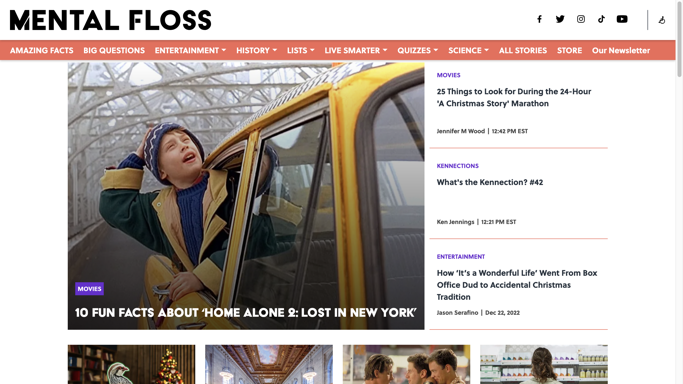 MENTAL FLOSS
AMAZING FACTS BIG QUESTIONS ENTERTAINMENT HISTORY LISTS LIVE SMARTER QUIZZES SCIENCE ALL STORIES STORE Our Newsletter
MOVIES
10 FUN FACTS ABOUT ‘HOME ALONE 2: LOST IN NEW YORK’
MOVIES
25 Things to Look for During the 24-Hour
'A Christmas Story' Marathon
Jennifer M Wood | 12:42 PM EST
KENNECTIONS
What's the Kennection? #42
Ken Jennings | 12:21 PM EST
ENTERTAINMENT
How ‘It’s a Wonderful Life’ Went From Box
Office Dud to Accidental Christmas
Tradition
Jason Serafino | Dec 22, 2022